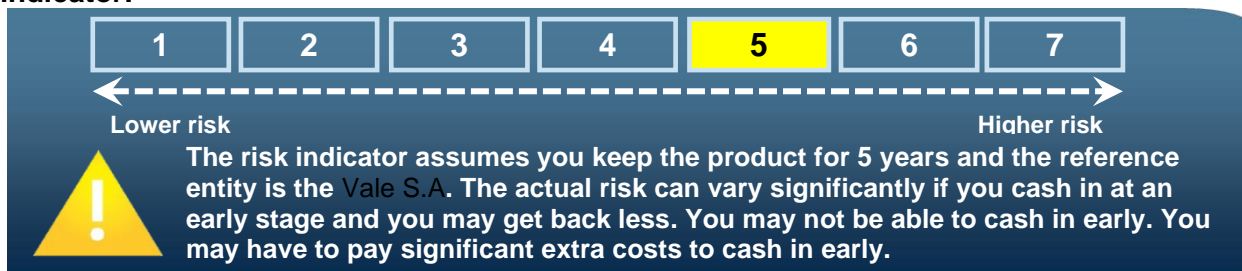 Indicator:
1 2 3 4 5 6 7
Lower risk Higher risk
The risk indicator assumes you keep the product for 5 years and the reference
entity is the Vale S.A. The actual risk can vary significantly if you cash in at an
early stage and you may get back less. You may not be able to cash in early. You
may have to pay significant extra costs to cash in early.